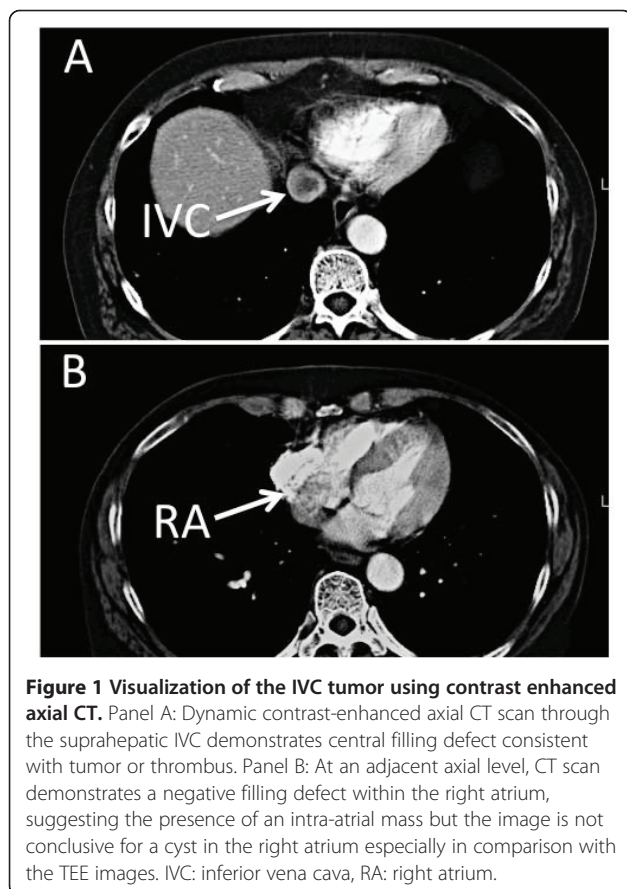 A
IVC
L
B
RA
L
Figure 1 Visualization of the IVC tumor using contrast enhanced
axial CT. Panel A: Dynamic contrast-enhanced axial CT scan through
the suprahepatic IVC demonstrates central filling defect consistent
with tumor or thrombus. Panel B: At an adjacent axial level, CT scan
demonstrates a negative filling defect within the right atrium,
suggesting the presence of an intra-atrial mass but the image is not
conclusive for a cyst in the right atrium especially in comparison with
the TEE images. IVC: inferior vena cava, RA: right atrium.